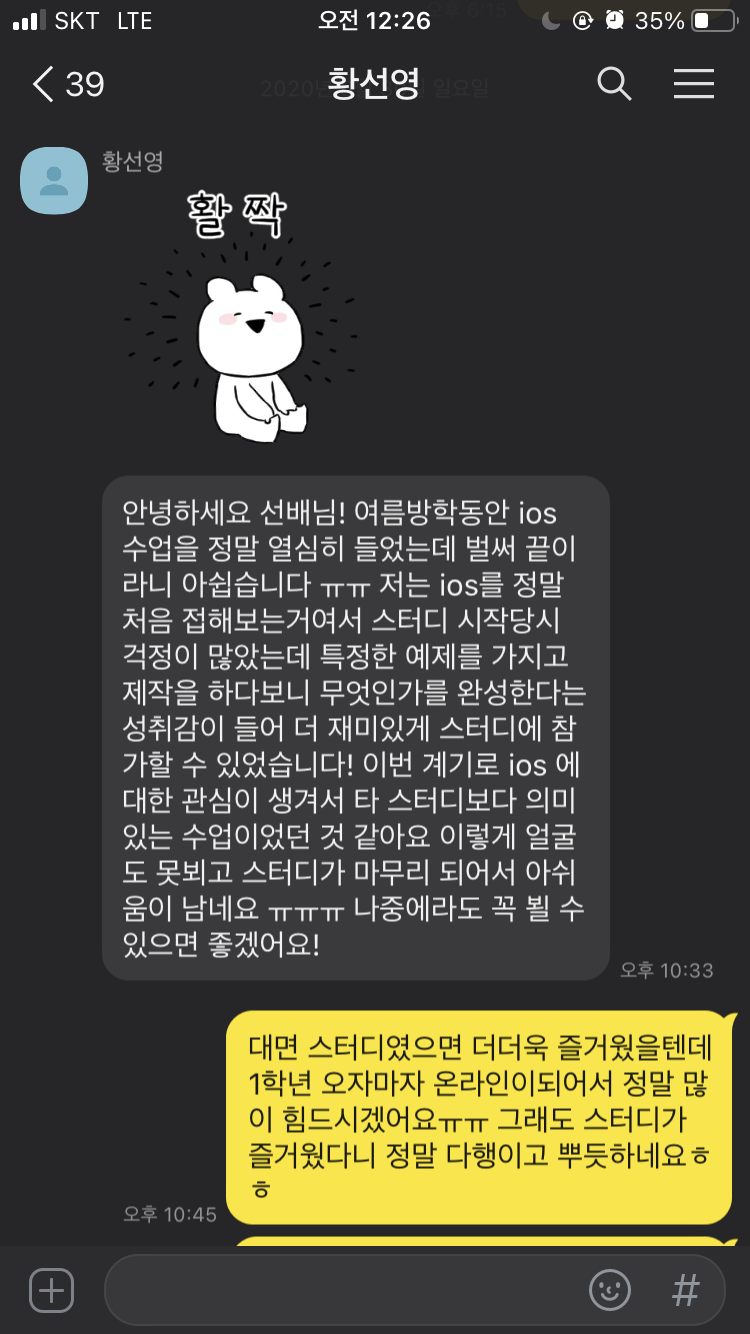 SKT LTE 오전 12:26 35%
39 황선영
2020년 일요일
황선영
활 짝
안녕하세요 선배님! 여름방학동안 ios
수업을 정말 열심히 들었는데 벌써 끝이
라니 아쉽습니다 ㅠㅠ 저는 ios를 정말
처음 접해보는거여서 스터디 시작당시
걱정이 많았는데 특정한 예제를 가지고
제작을 하다보니 무엇인가를 완성한다는
성취감이 들어 더 재미있게 스터디에 참
가할 수 있었습니다! 이번 계기로 ios 에
대한 관심이 생겨서 타 스터디보다 의미
있는 수업이었던 것 같아요 이렇게 얼굴
도 못뵈고 스터디가 마무리 되어서 아쉬
움이 남네요 ㅠㅠㅠ 나중에라도 꼭 뵐 수
있으면 좋겠어요!
오후 10:33
대면 스터디였으면 더더욱 즐거웠을텐데
1학년 오자마자 온라인이되어서 정말 많
이 힘드시겠어요ㅠㅠ 그래도 스터디가
즐거웠다니 정말 다행이고 뿌듯하네요ㅎ
ㅎ
오후 10:45
#